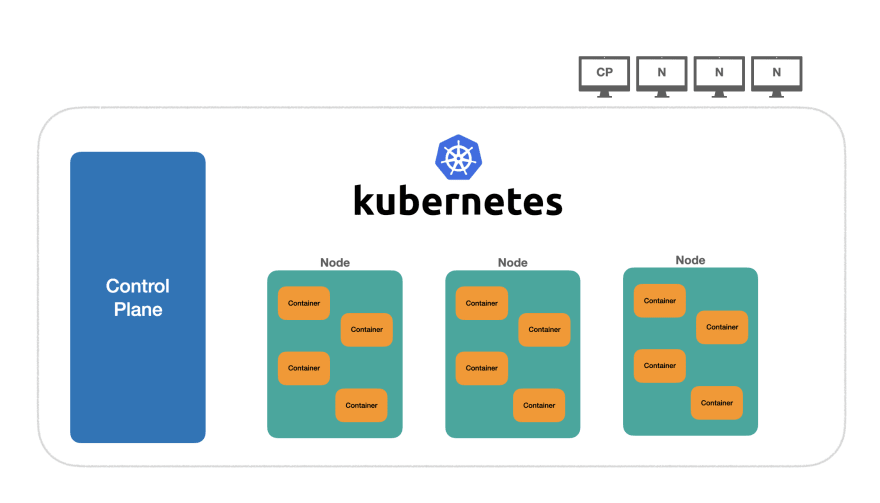 CP
N
N
N
kubernetes
Control
Plane
Node
Container
Container
Container
Container
Node
Container
Container
Container
Container
Node
Container
Container
Container
Container